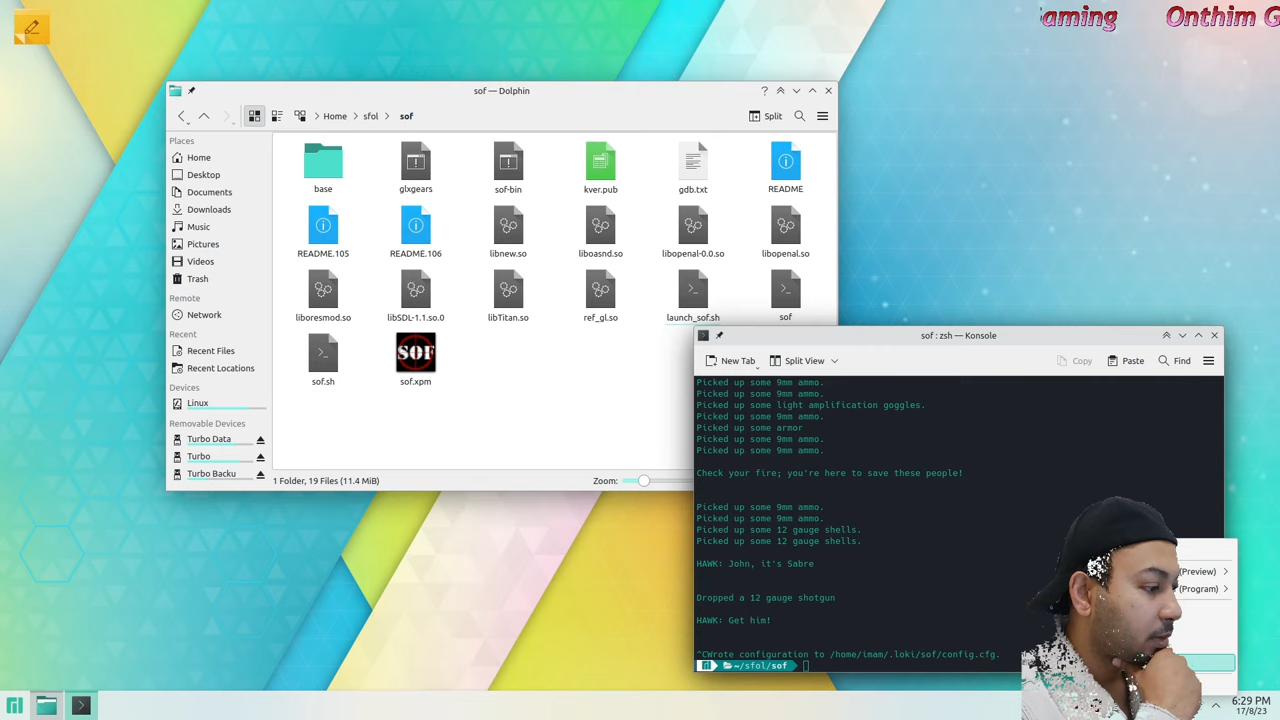 aming Onthim G
sof — Dolphin
Split
Home sfol sof
Places
Home
Desktop
Documents
Downloads
Music
Pictures
Videos
Trash
Remote
Network
Recent
Recent Files
Recent Locations
Devices
Linux
Removable Devices
Turbo Data
Turbo
Turbo Backu
base
glxgears
sof-bin
kver.pub
gdb.txt
README
README.105
README.106
libnew.so
liboasnd.so
libopenal-0.0.so
libopenal.so
liboresmod.so
libSDL-1.1.so.0
libTitan.so
ref_gl.so
launch_sof.sh
sof
sof.sh
SOF
sof.xpm
1 Folder, 19 Files (11.4 MiB)
Zoom:
sof : zsh — Konsole
New Tab
Split View
Copy
Paste
Find
Picked up some 9mm ammo.
Picked up some 9mm ammo.
Picked up some light amplification goggles.
Picked up some 9mm ammo.
Picked up some armor
Picked up some 9mm ammo.
Picked up some 9mm ammo.
Check your fire; you're here to save these people!
Picked up some 9mm ammo.
Picked up some 9mm ammo.
Picked up some 12 gauge shells.
Picked up some 12 gauge shells.
HAWK: John, it's Sabre
Dropped a 12 gauge shotgun
HAWK: Get him!
^CWrote configuration to /home/imam/.loki/sof/config.cfg.
~/sfol/sof
(Preview)
(Program)
6:29 PM
17/8/23